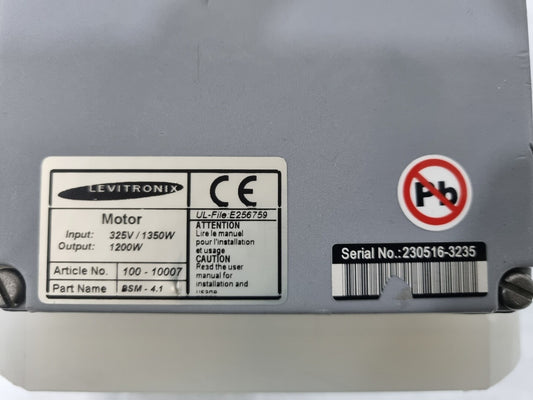 LEVITRONIX
Motor
Input: 325V / 1350W
Output: 1200W
Article No. 100 - 10007
Part Name BSM - 4.1
CE
UL-File.E256759
ATTENTION
Lire le manuel
pour l'installation
et usage
CAUTION
Read the user
manual for
installation and
usage
Pb
Serial No.:230516-3235